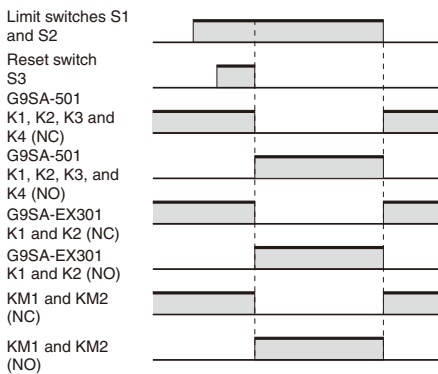 Limit switches S1
and S2
Reset switch
S3
G9SA-501
K1, K2, K3 and
K4 (NC)
G9SA-501
K1, K2, K3, and
K4 (NO)
G9SA-EX301
K1 and K2 (NC)
G9SA-EX301
K1 and K2 (NO)
KM1 and KM2
(NC)
KM1 and KM2
(NO)